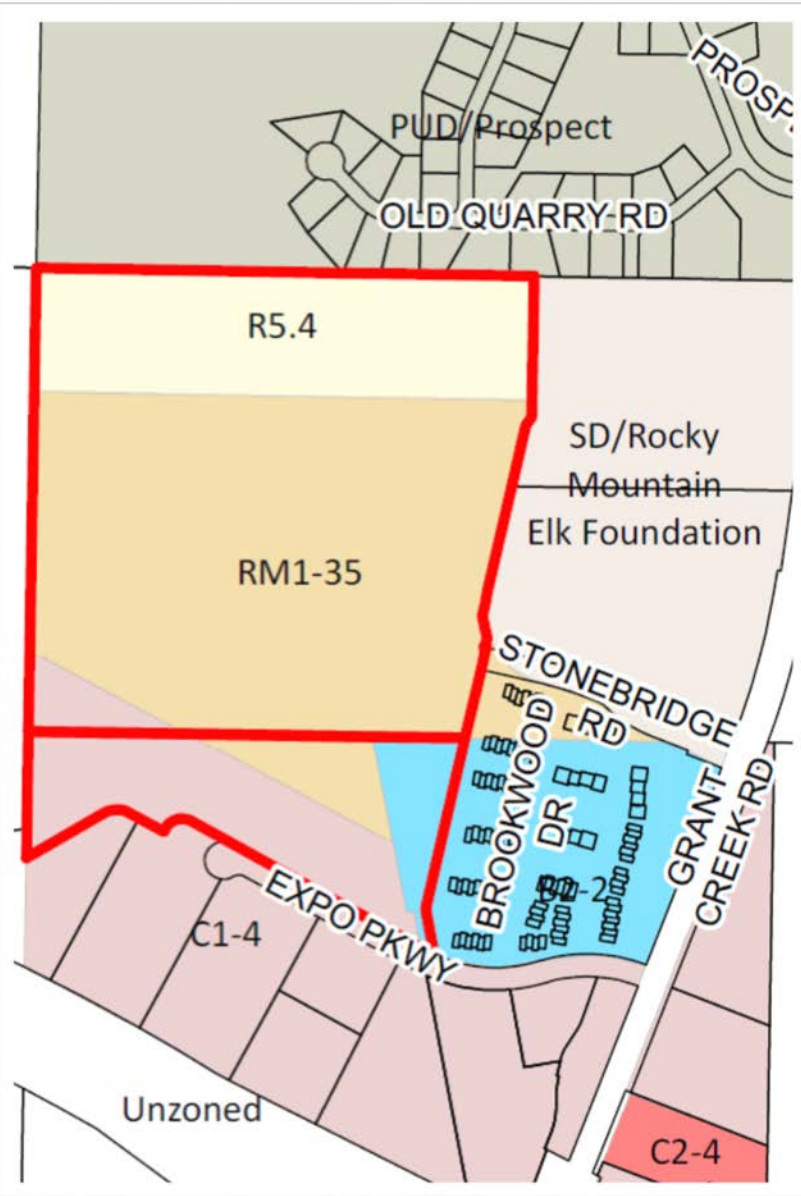 PROSP
PUD/Prospect
OLD QUARRY RD
R5.4
SD/Rocky
Mountain
Elk Foundation
RM1-35
STONEBRIDGE
RD
BROOKWOOD
DR
GRANT
CREEK RD
EXPO PKWY
C1-4
Unzoned
C2-4